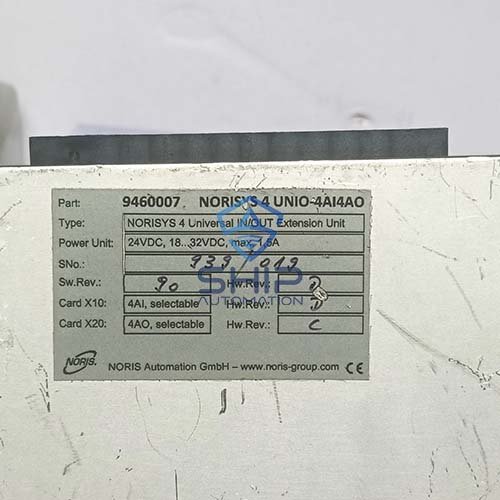 Part: 9460007 NORISYS 4 UNIO-4AI4AO
Type: NORISYS 4 Universal IN/OUT Extension Unit
Power Unit: 24VDC, 18...32VDC, max. 1,5A
SNo.: 939 019
Sw.Rev.: 90 Hw.Rev.:
SHIP
AUTOMATION
Card X10: 4AI, selectable Hw.Rev.: D
Card X20: 4AO, selectable Hw.Rev.: C
NORIS. NORIS Automation GmbH – www.noris-group.com CE